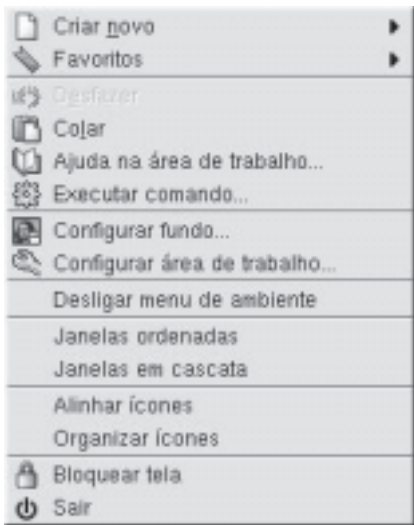 Criar novo
Favoritos
Desfazer
Colar
Ajuda na área de trabalho...
Executar comando...
Configurar fundo...
Configurar área de trabalho...
Desligar menu de ambiente
Janelas ordenadas
Janelas em cascata
Alinhar ícones
Organizar ícones
Bloquear tela
Sair